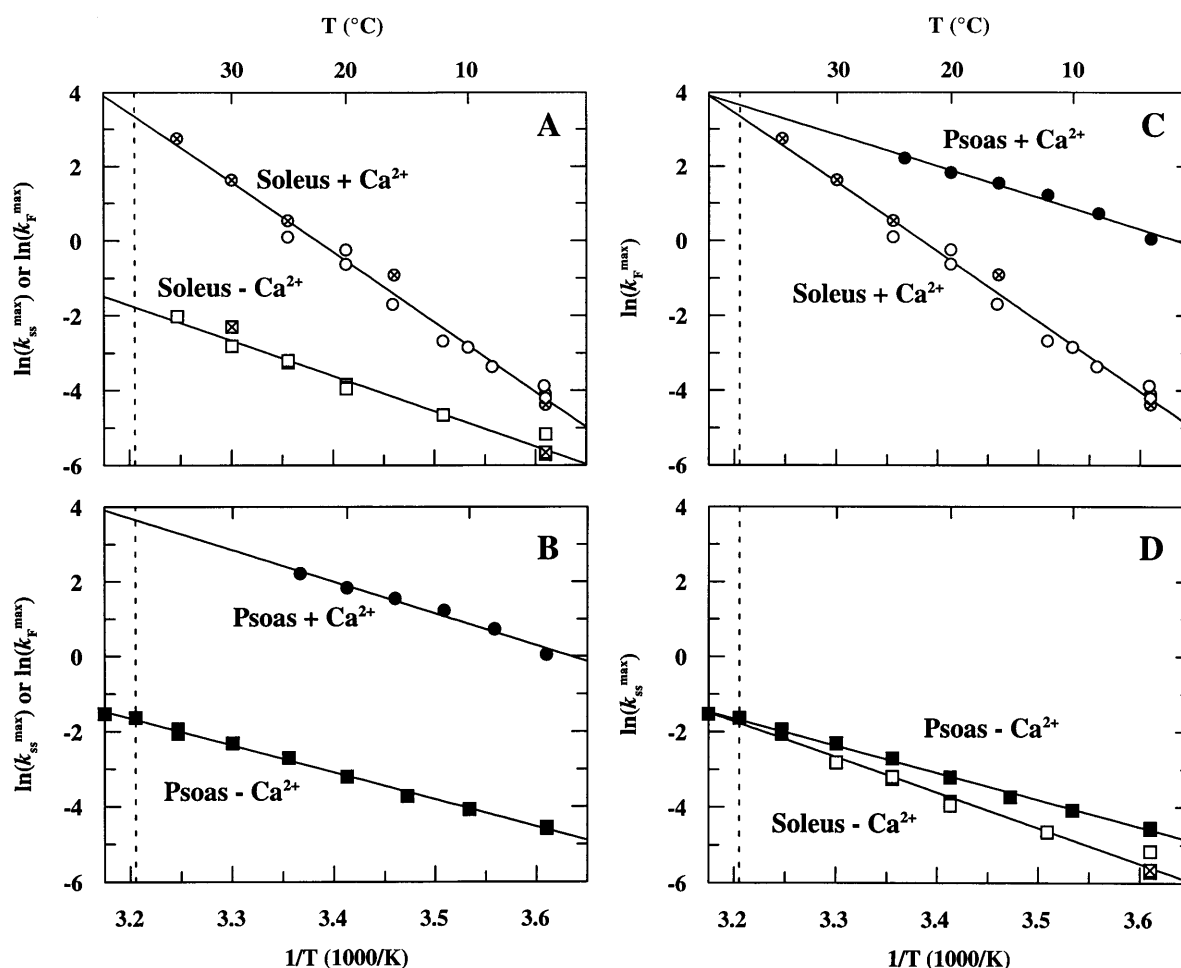 T (°C)
30 20 10
4
2
0
-2
-4
-6
ln(k_ss^max) or ln(k_F^max)
A
Soleus + Ca²⁺
Soleus - Ca²⁺
T (°C)
30 20 10
4
2
0
-2
-4
-6
ln(k_F^max)
C
Psoas + Ca²⁺
Soleus + Ca²⁺
4
2
0
-2
-4
-6
ln(k_ss^max) or ln(k_F^max)
B
Psoas + Ca²⁺
Psoas - Ca²⁺
3.2 3.3 3.4 3.5 3.6
1/T (1000/K)
4
2
0
-2
-4
-6
ln(k_ss^max)
D
Psoas - Ca²⁺
Soleus - Ca²⁺
3.2 3.3 3.4 3.5 3.6
1/T (1000/K)